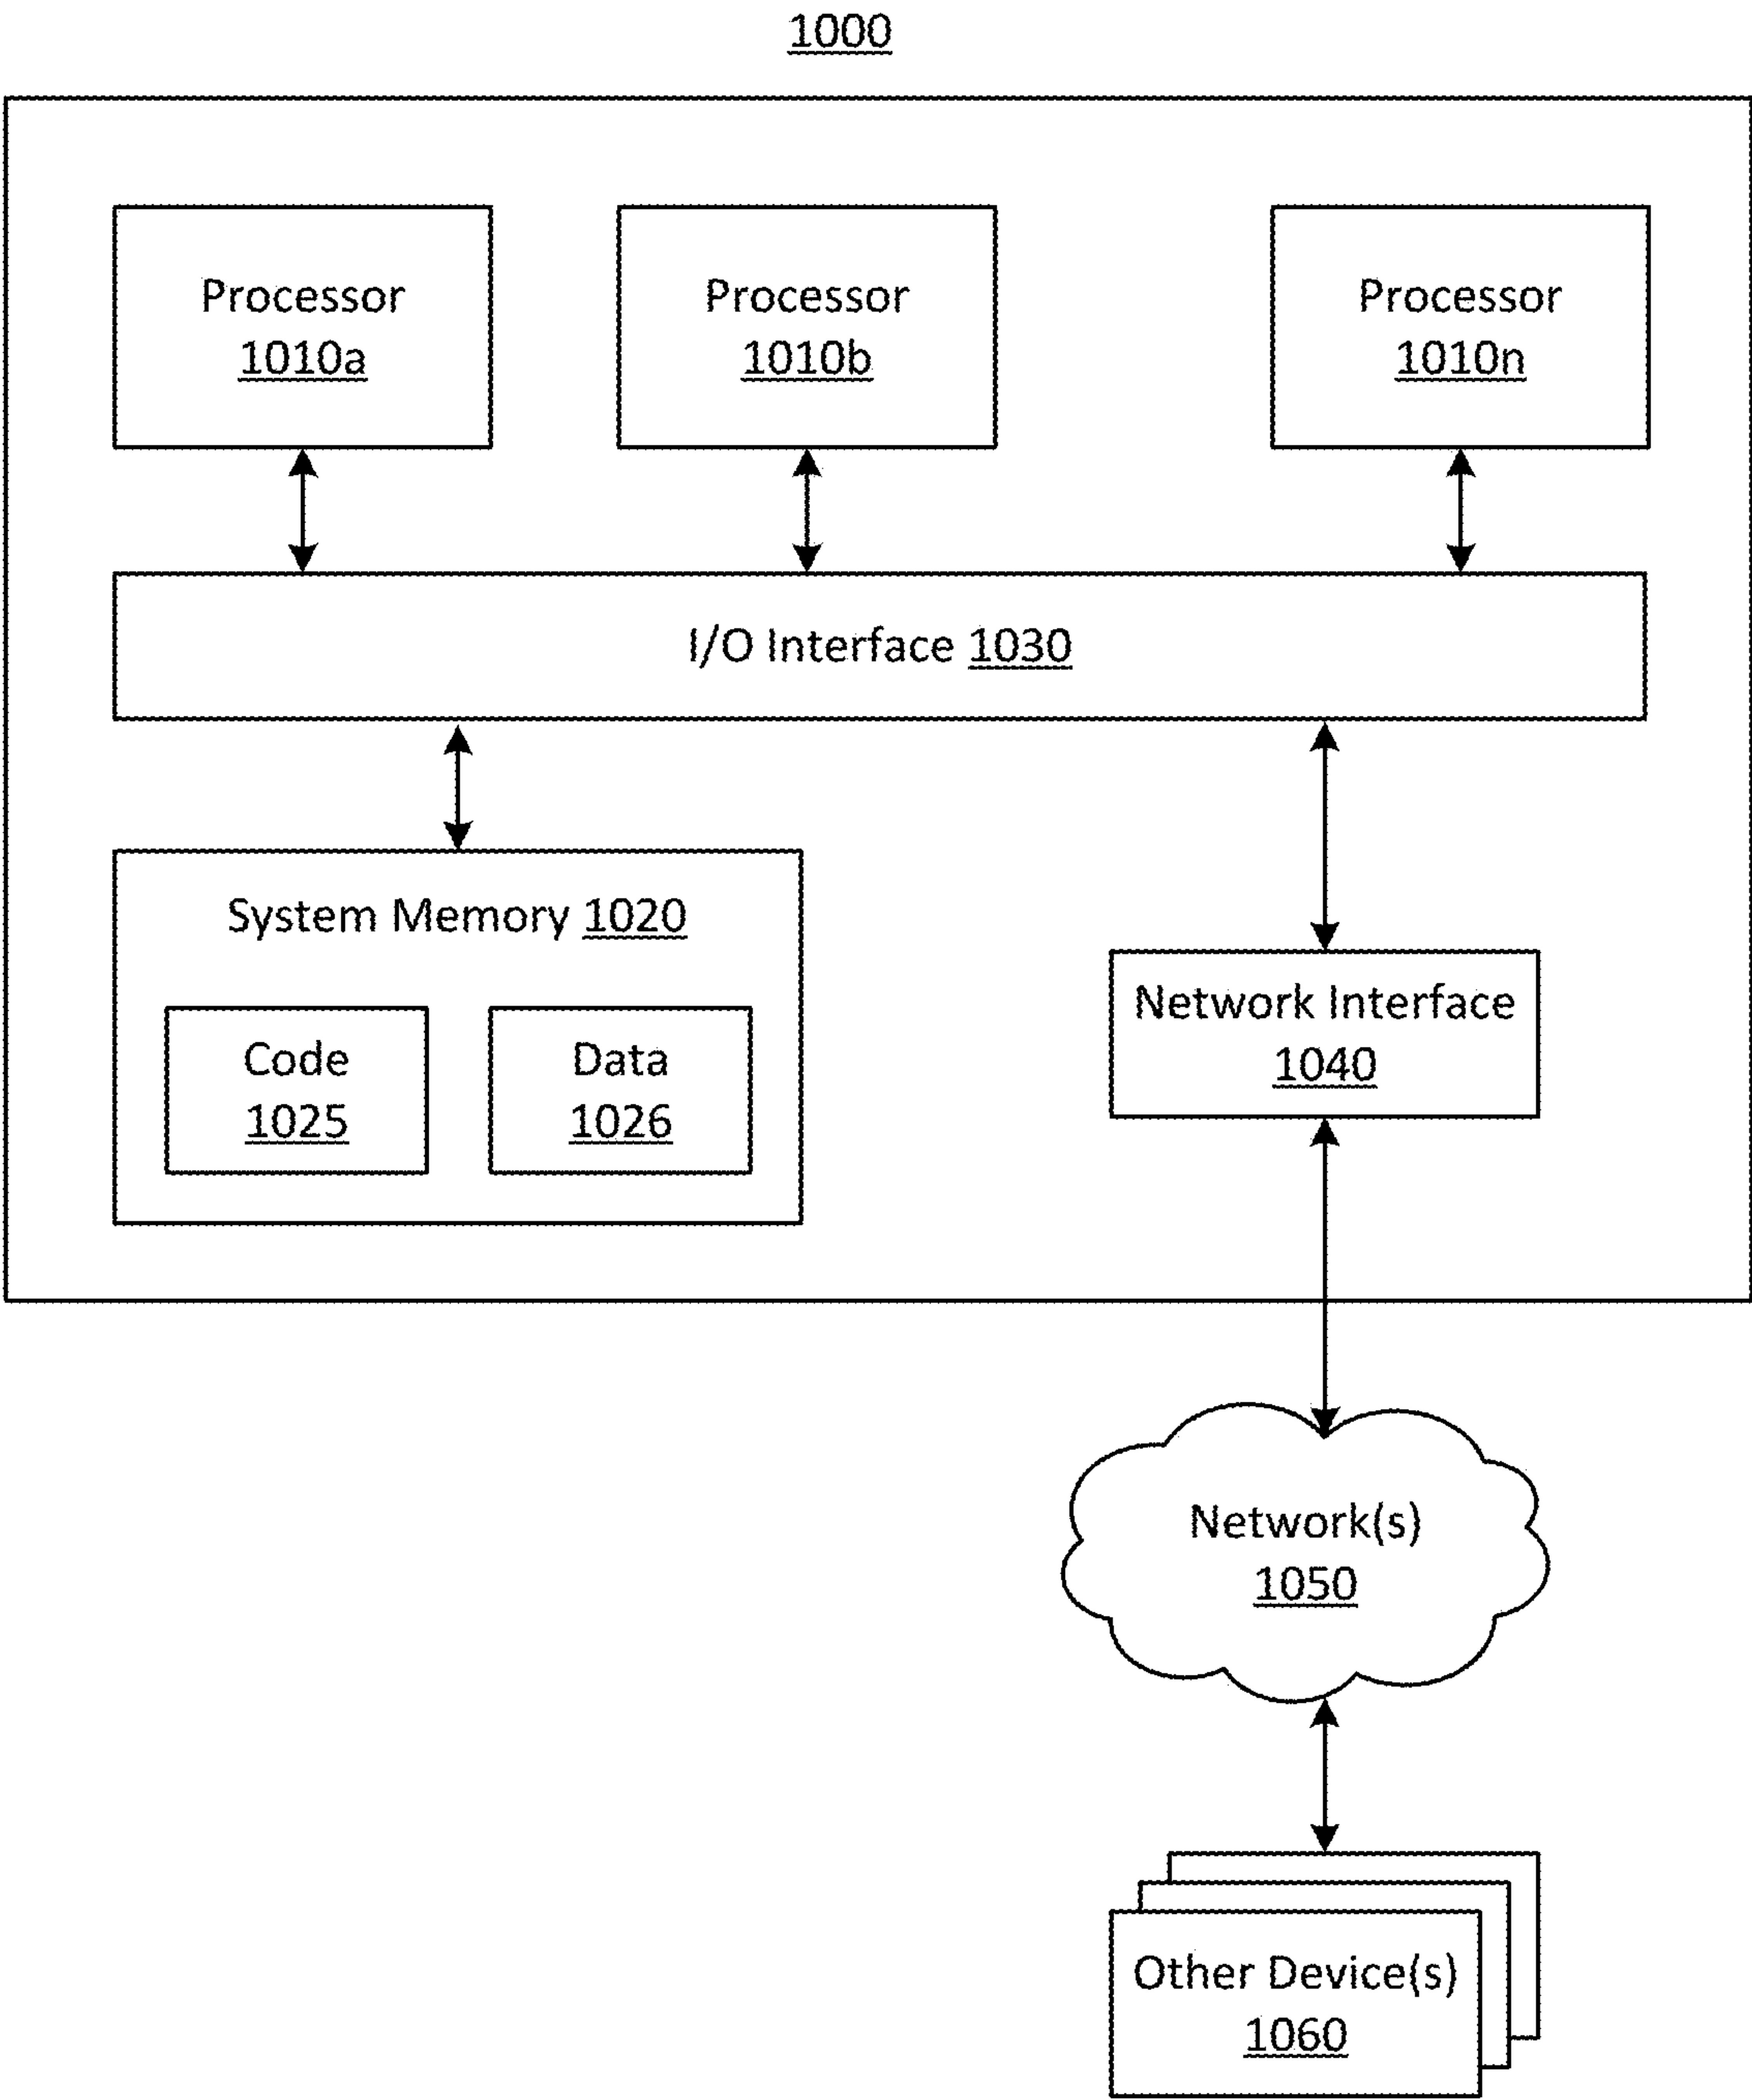 1000
Processor
1010a
Processor
1010b
Processor
1010n
I/O Interface 1030
System Memory 1020
Code
1025
Data
1026
Network Interface
1040
Network(s)
1050
Other Device(s)
1060